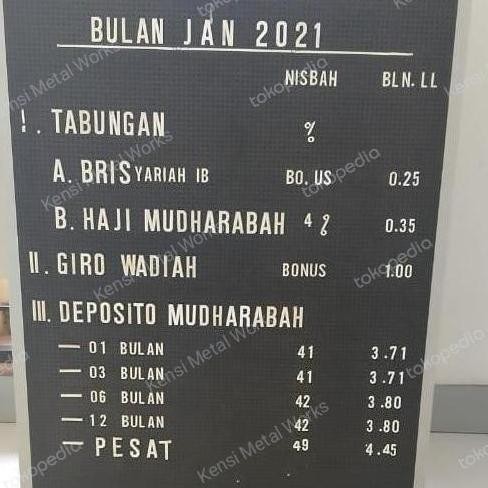 BULAN JAN 2021
NISBAH BLN. LL
I. TABUNGAN %
A. BRISYARIAH IB BO. US 0.25
B. HAJI MUDHARABAH 4 0.35
II. GIRO WADIAH BONUS 1.00
III. DEPOSITO MUDHARABAH
— 01 BULAN 41 3.71
— 03 BULAN 41 3.71
— 06 BULAN 42 3.80
— 12 BULAN 42 3.80
— PESAT 49 4.45
Kensi Metal Works
tokopedia